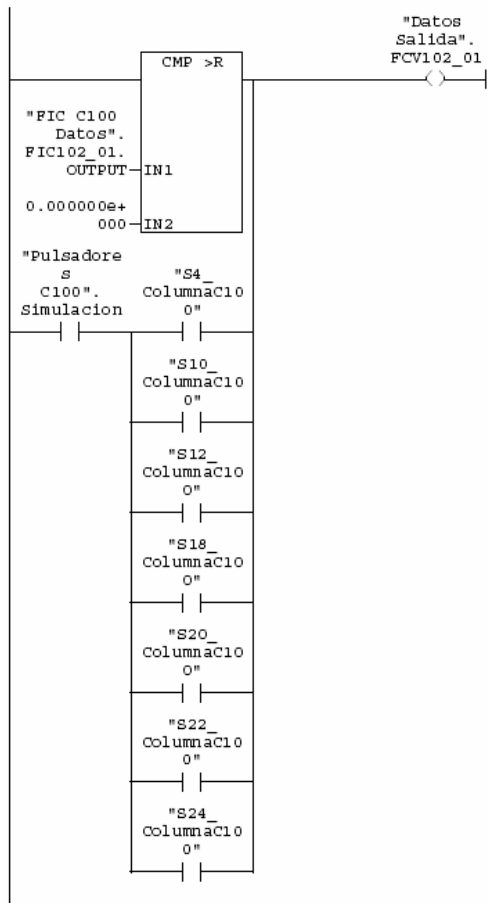 "Datos
Salida".
FCV102_01
CMP >R
"FIC C100
Datos".
FIC102_01.
OUTPUT
IN1
0.000000e+
000
IN2
"Pulsadore
s
C100".
Simulacion
"S4_
ColumnaC10
0"
"S10_
ColumnaC10
0"
"S12_
ColumnaC10
0"
"S18_
ColumnaC10
0"
"S20_
ColumnaC10
0"
"S22_
ColumnaC10
0"
"S24_
ColumnaC10
0"